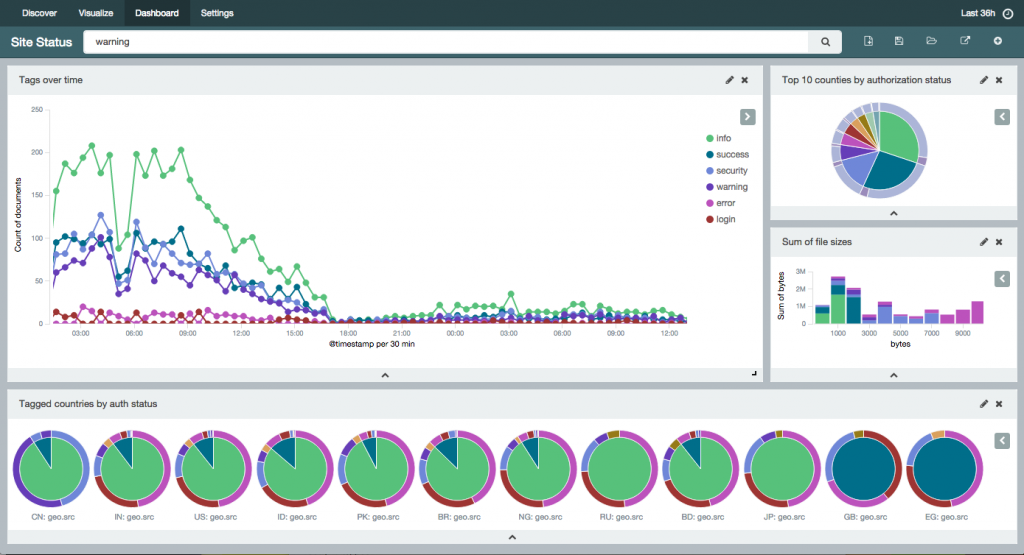 Discover Visualize Dashboard Settings Last 36h
Site Status warning
Tags over time
Count of documents
250
200
150
100
50
0
03:00 06:00 09:00 12:00 15:00 18:00 21:00 00:00 03:00 06:00 09:00 12:00
@timestamp per 30 min
info
success
security
warning
error
login
Top 10 counties by authorization status
Sum of file sizes
Sum of bytes
3M
2M
1M
0
1000 3000 5000 7000 9000
bytes
Tagged countries by auth status
CN: geo.src IN: geo.src US: geo.src ID: geo.src PK: geo.src BR: geo.src NG: geo.src RU: geo.src BD: geo.src JP: geo.src GB: geo.src EG: geo.src